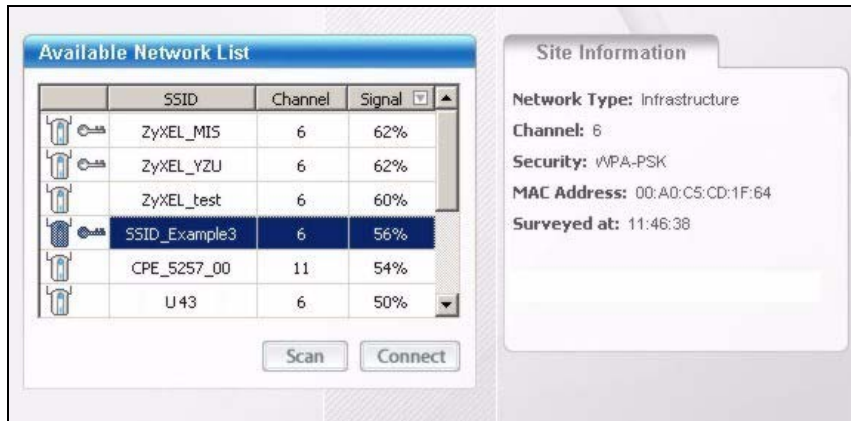 Available Network List
SSID Channel Signal
ZyXEL_MIS 6 62%
ZyXEL_YZU 6 62%
ZyXEL_test 6 60%
SSID_Example3 6 56%
CPE_5257_00 11 54%
U43 6 50%
Scan Connect
Site Information
Network Type: Infrastructure
Channel: 6
Security: WPA-PSK
MAC Address: 00:A0:C5:CD:1F:64
Surveyed at: 11:46:38